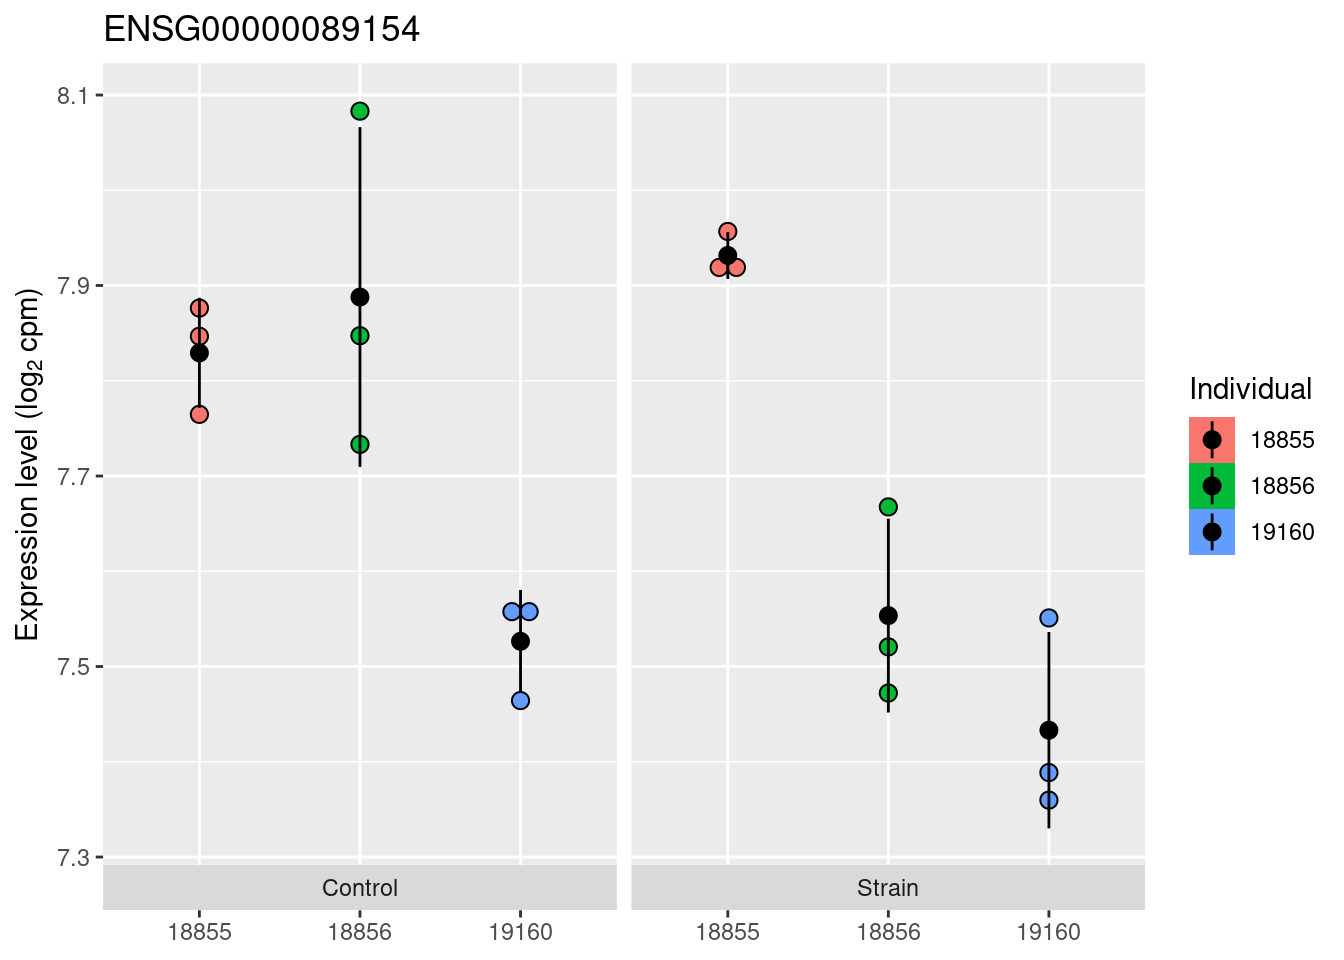 ENSG00000089154
Expression level (log₂ cpm)
8.1
7.9
7.7
7.5
7.3
Control
Strain
18855
18856
19160
18855
18856
19160
Individual
18855
18856
19160